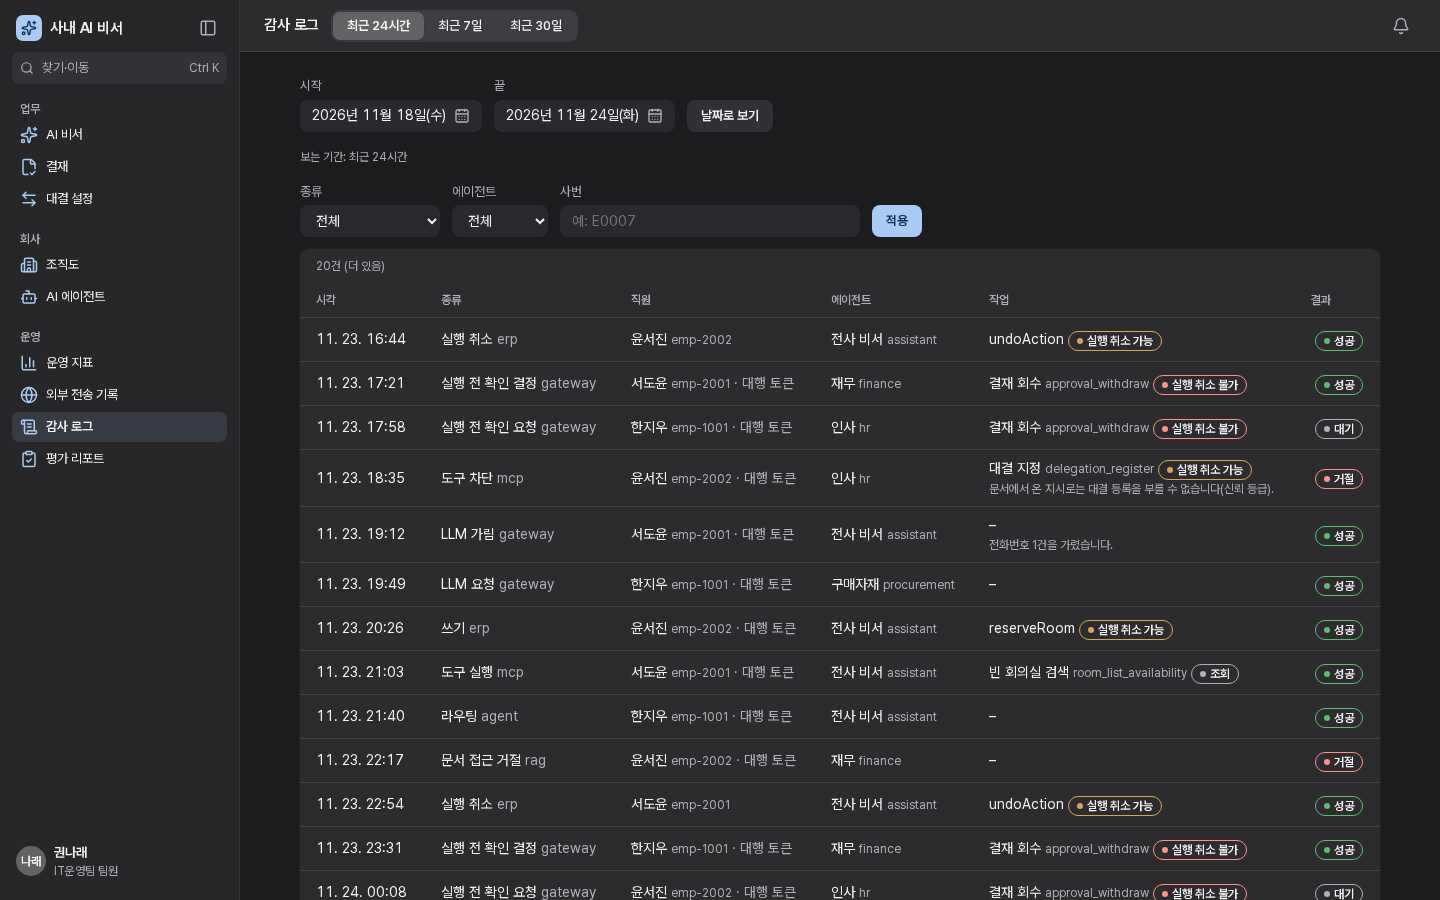 사내 AI 비서
찾기·이동 Ctrl K
업무
AI 비서
결재
대결 설정
회사
조직도
AI 에이전트
운영
운영 지표
외부 전송 기록
감사 로그
평가 리포트
나래 권나래
IT운영팀 팀원
감사 로그 최근 24시간 최근 7일 최근 30일
시작 끝
2026년 11월 18일(수) 2026년 11월 24일(화) 날짜로 보기
보는 기간: 최근 24시간
종류 에이전트 사번
전체 전체 예: E0007 적용
20건 (더 있음)
시각 종류 직원 에이전트 작업 결과
11. 23. 16:44 실행 취소 erp 윤서진 emp-2002 전사 비서 assistant undoAction 실행 취소 가능 성공
11. 23. 17:21 실행 전 확인 결정 gateway 서도윤 emp-2001 · 대행 토큰 재무 finance 결재 회수 approval_withdraw 실행 취소 불가 성공
11. 23. 17:58 실행 전 확인 요청 gateway 한지우 emp-1001 · 대행 토큰 인사 hr 결재 회수 approval_withdraw 실행 취소 불가 대기
11. 23. 18:35 도구 차단 mcp 윤서진 emp-2002 · 대행 토큰 인사 hr 대결 지정 delegation_register 실행 취소 가능 거절
문서에서 온 지시로는 대결 등록을 부를 수 없습니다(신뢰 등급).
11. 23. 19:12 LLM 가림 gateway 서도윤 emp-2001 · 대행 토큰 전사 비서 assistant – 성공
전화번호 1건을 가렸습니다.
11. 23. 19:49 LLM 요청 gateway 한지우 emp-1001 · 대행 토큰 구매자재 procurement – 성공
11. 23. 20:26 쓰기 erp 윤서진 emp-2002 · 대행 토큰 전사 비서 assistant reserveRoom 실행 취소 가능 성공
11. 23. 21:03 도구 실행 mcp 서도윤 emp-2001 · 대행 토큰 전사 비서 assistant 빈 회의실 검색 room_list_availability 조회 성공
11. 23. 21:40 라우팅 agent 한지우 emp-1001 · 대행 토큰 전사 비서 assistant – 성공
11. 23. 22:17 문서 접근 거절 rag 윤서진 emp-2002 · 대행 토큰 재무 finance – 거절
11. 23. 22:54 실행 취소 erp 서도윤 emp-2001 전사 비서 assistant undoAction 실행 취소 가능 성공
11. 23. 23:31 실행 전 확인 결정 gateway 한지우 emp-1001 · 대행 토큰 재무 finance 결재 회수 approval_withdraw 실행 취소 불가 성공
11. 24. 00:08 실행 전 확인 요청 gateway 윤서진 emp-2002 · 대행 토큰 인사 hr 결재 회수 approval_withdraw 실행 취소 불가 대기